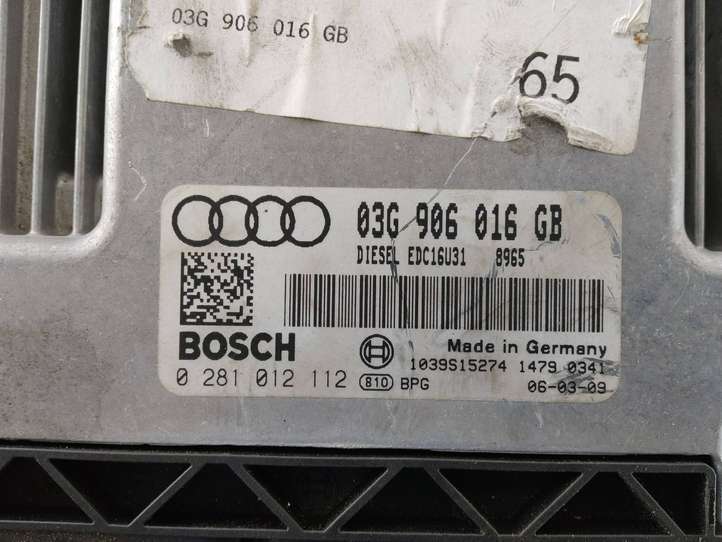 03G 906 016 GB
65
03G 906 016 GB
DIESEL EDC16U31 8965
BOSCH
Made in Germany
1039S15274 1479 0341
0 281 012 112 810 BPG 06-03-09